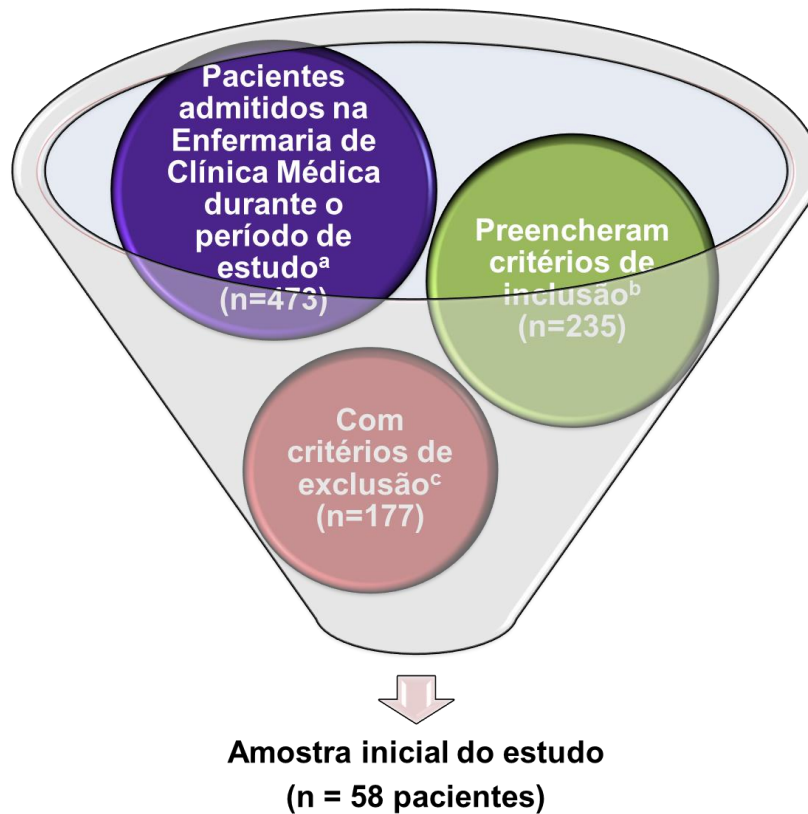 Pacientes
admitidos na
Enfermaria de
Clínica Médica
durante o
período de
estudoᵃ
(n=473)
Preencheram
critérios de
inclusãoᵇ
(n=235)
Com
critérios de
exclusãoᶜ
(n=177)
Amostra inicial do estudo
(n = 58 pacientes)